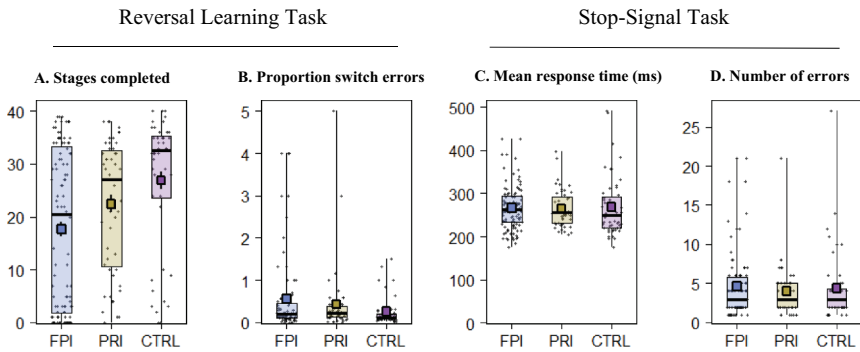 Reversal Learning Task
Stop-Signal Task
A. Stages completed
B. Proportion switch errors
C. Mean response time (ms)
D. Number of errors
40
30
20
10
0
FPI PRI CTRL
5
4
3
2
1
0
FPI PRI CTRL
500
400
300
200
100
0
FPI PRI CTRL
25
20
15
10
5
0
FPI PRI CTRL